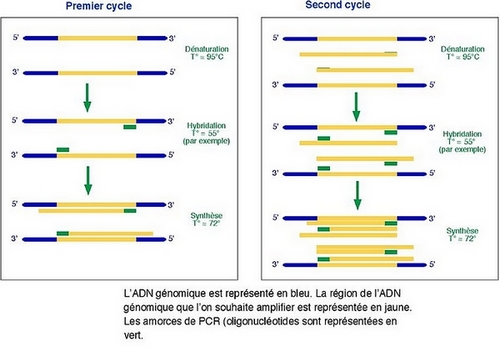 Premier cycle
5' 3'
Dénaturation
T° = 95°C
3' 5'
5' 3'
Hybridation
T° = 55°
(par exemple)
3' 5'
5' 3'
Synthèse
T° = 72°
3' 5'
Second cycle
5' 3'
Dénaturation
T° = 95°C
3' 5'
5' 3'
Hybridation
T° = 55°
(par exemple)
3' 5'
5' 3'
Synthèse
T° = 72°
3' 5'
L'ADN génomique est représenté en bleu. La région de l'ADN
génomique que l'on souhaite amplifier est représentée en jaune.
Les amorces de PCR (oligonucléotides sont représentées en
vert.